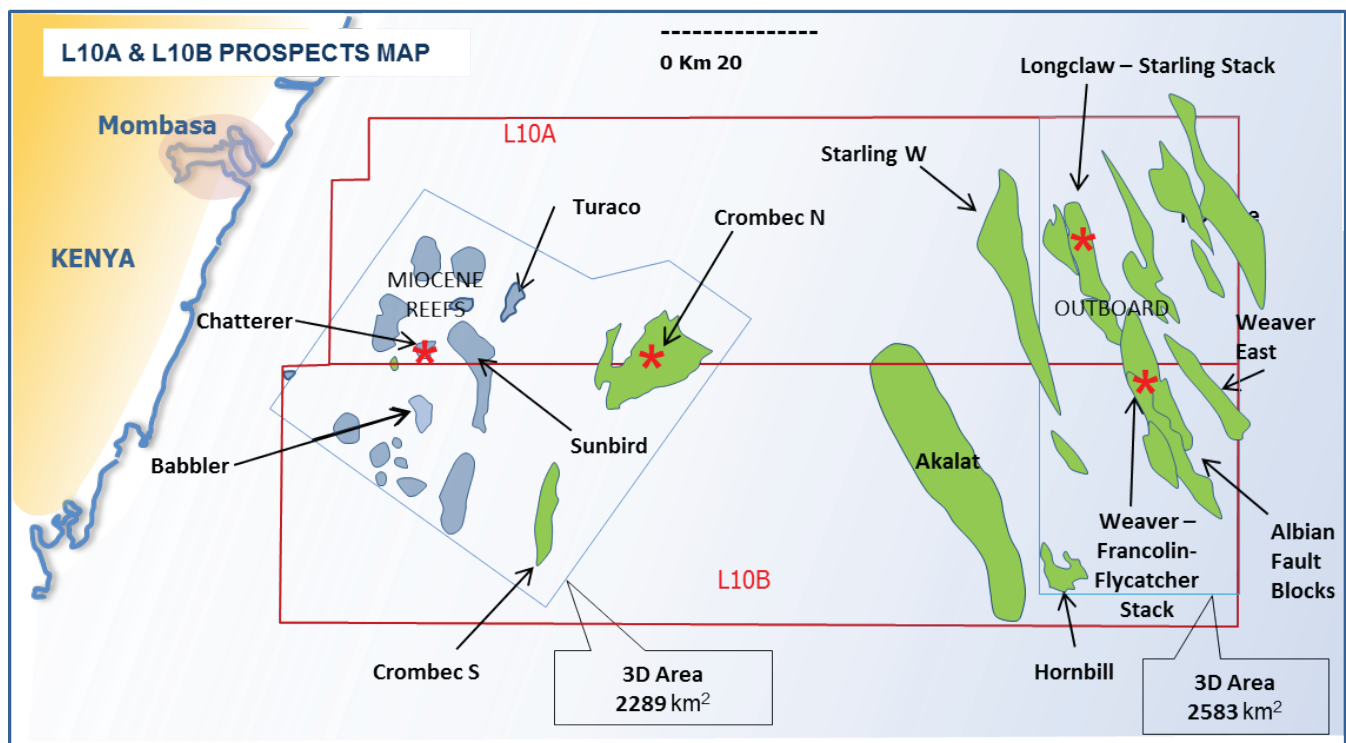 L10A & L10B PROSPECTS MAP
0 Km 20
Longclaw – Starling Stack
Mombasa
L10A
Starling W
Turaco
Crombec N
KENYA
MIOCENE
REEFS
OUTBOARD
Chatterer
Weaver
East
Sunbird
Babbler
Akalat
Weaver –
Francolin-
Flycatcher
Stack
Albian
Fault
Blocks
L10B
Crombec S
Hornbill
3D Area
2289 km²
3D Area
2583 km²